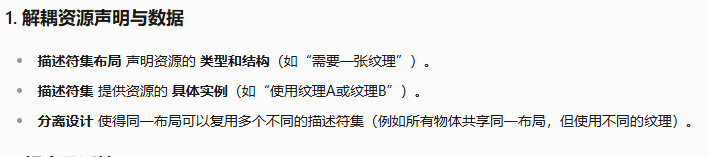 1. 解耦资源声明与数据
描述符集布局 声明资源的 类型和结构（如“需要一张纹理”）。
描述符集 提供资源的 具体实例（如“使用纹理A或纹理B”）。
分离设计 使得同一布局可以复用多个不同的描述符集（例如所有物体共享同一布局，但使用不同的纹理）。